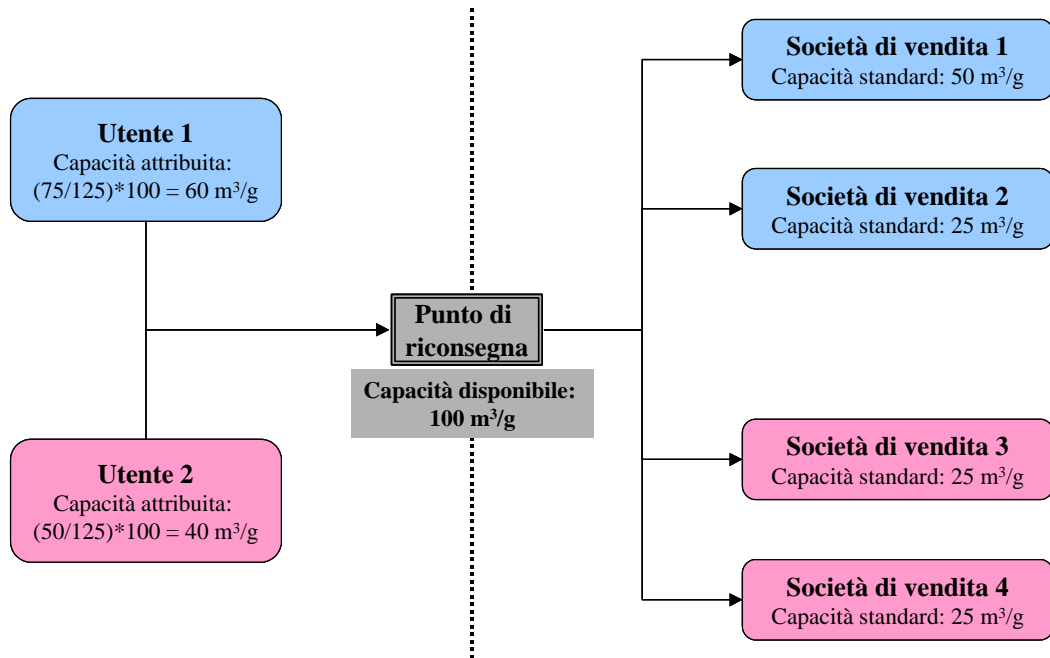 Utente 1
Capacità attribuita:
(75/125)*100 = 60 m³/g
Utente 2
Capacità attribuita:
(50/125)*100 = 40 m³/g
Punto di
riconsegna
Capacità disponibile:
100 m³/g
Società di vendita 1
Capacità standard: 50 m³/g
Società di vendita 2
Capacità standard: 25 m³/g
Società di vendita 3
Capacità standard: 25 m³/g
Società di vendita 4
Capacità standard: 25 m³/g